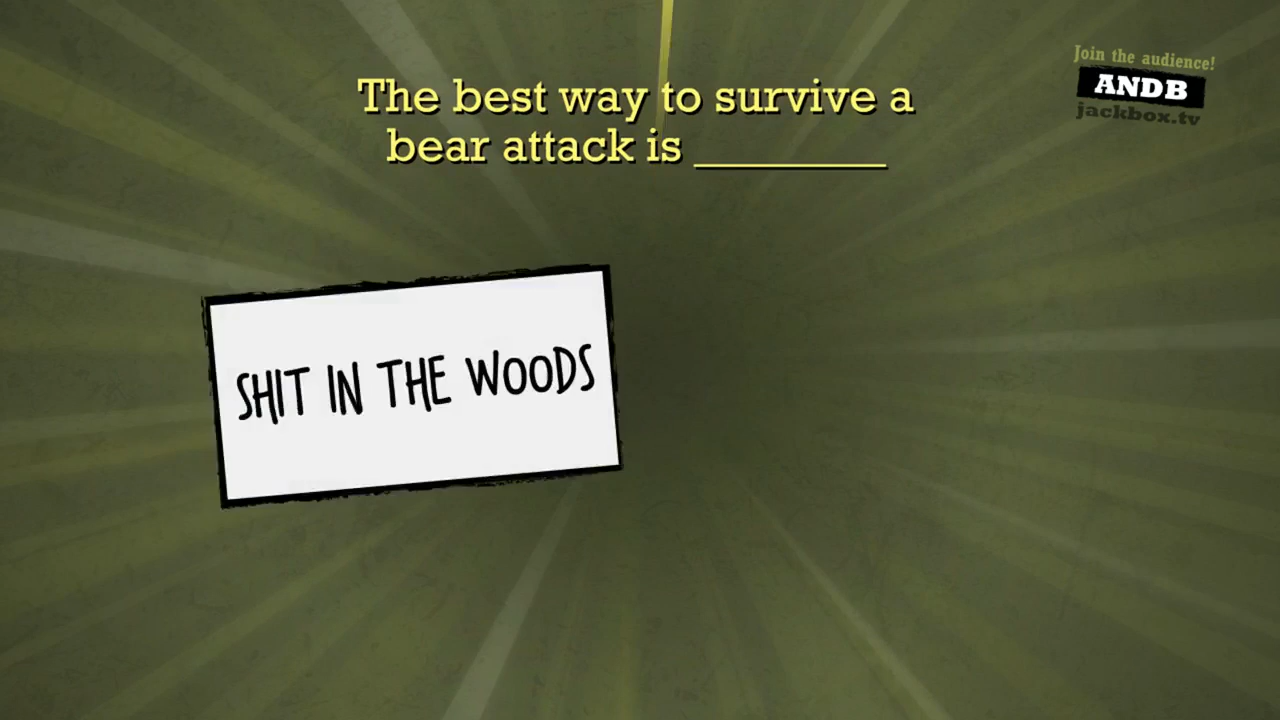 Join the audience!
ANDB
jackbox.tv
The best way to survive a
bear attack is ________
SHIT IN THE WOODS